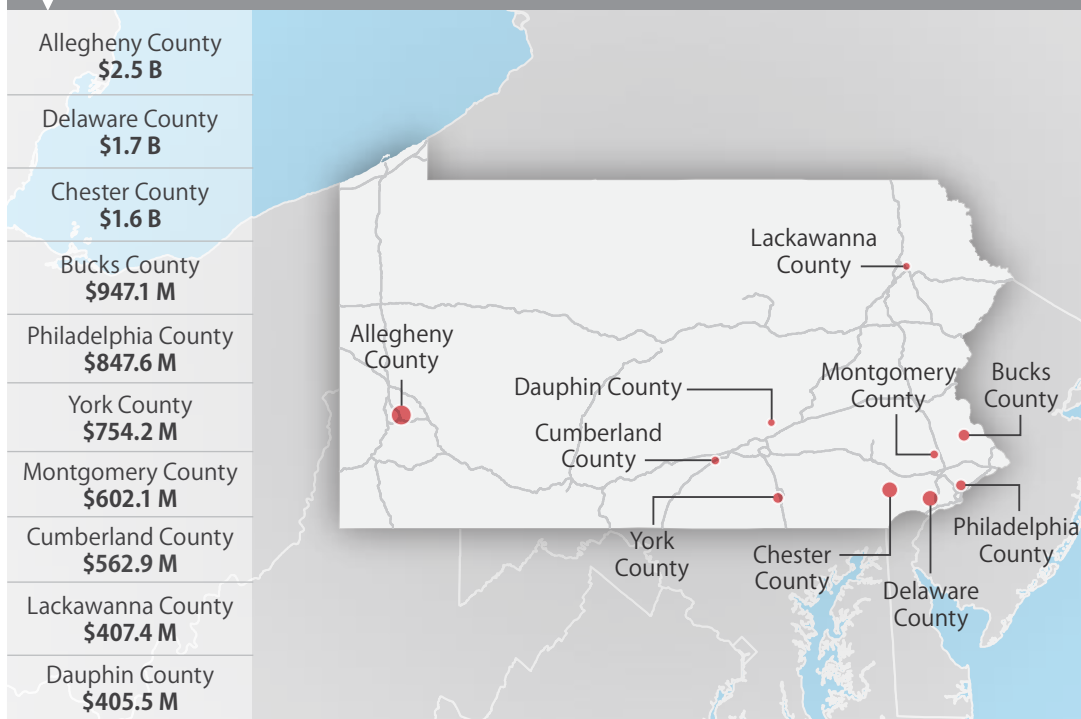 Allegheny County
$2.5 B
Delaware County
$1.7 B
Chester County
$1.6 B
Bucks County
$947.1 M
Philadelphia County
$847.6 M
York County
$754.2 M
Montgomery County
$602.1 M
Cumberland County
$562.9 M
Lackawanna County
$407.4 M
Dauphin County
$405.5 M
Lackawanna
County
Allegheny
County
Dauphin County
Montgomery
County
Bucks
County
Cumberland
County
York
County
Chester
County
Delaware
County
Philadelphia
County